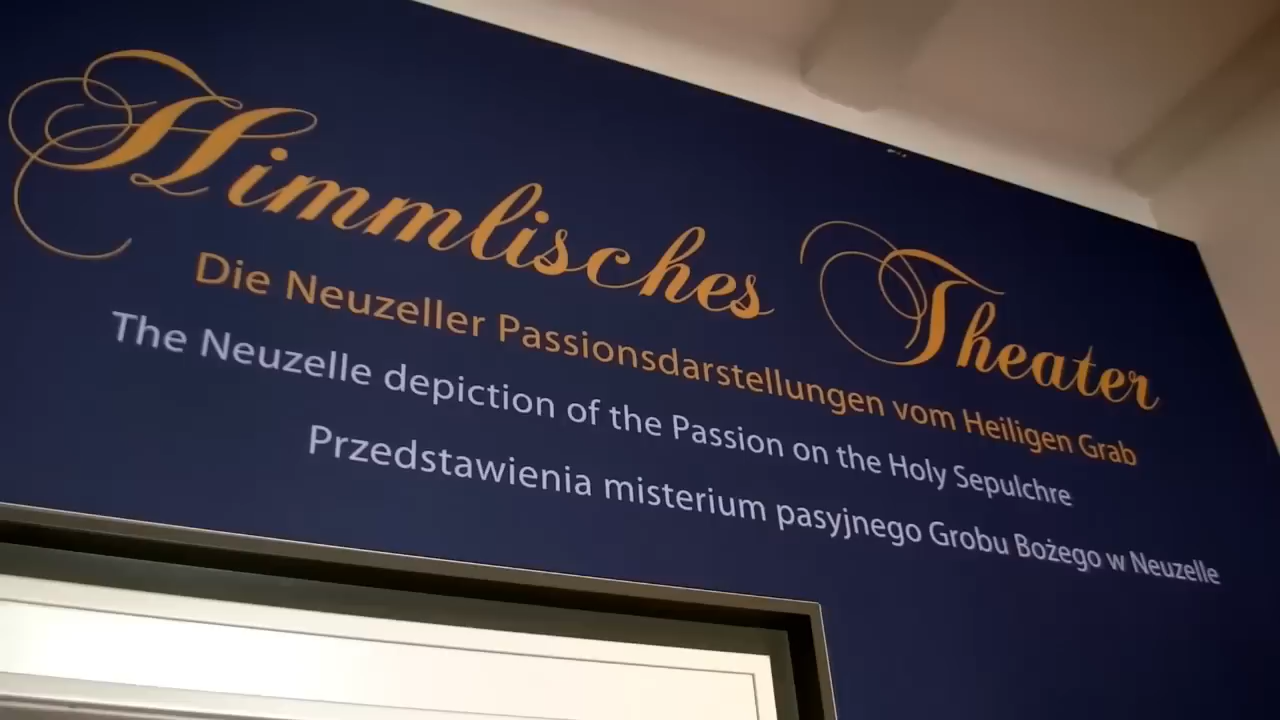 Himmlisches Theater
Die Neuzeller Passionsdarstellungen vom Heiligen Grab
The Neuzelle depiction of the Passion on the Holy Sepulchre
Przedstawienia misterium pasyjnego Grobu Bożego w Neuzelle